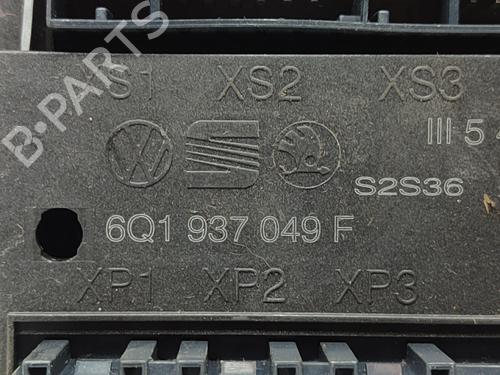 XS1 XS2 XS3
III 5
S2S36
6Q1 937 049 F
XP1 XP2 XP3
B-PARTS